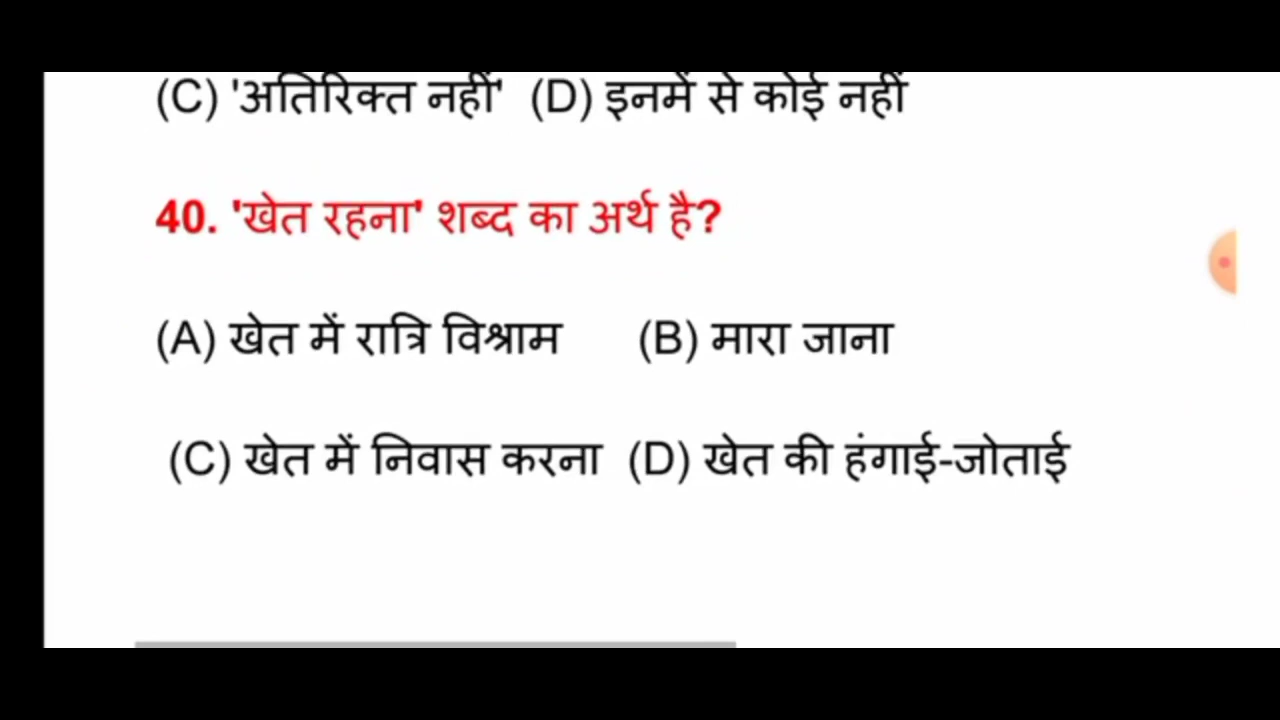 (C) 'अतिरिक्त नहीं' (D) इनमें से कोई नहीं
40. 'खेत रहना' शब्द का अर्थ है?
(A) खेत में रात्रि विश्राम (B) मारा जाना
(C) खेत में निवास करना (D) खेत की हंगाई-जोताई